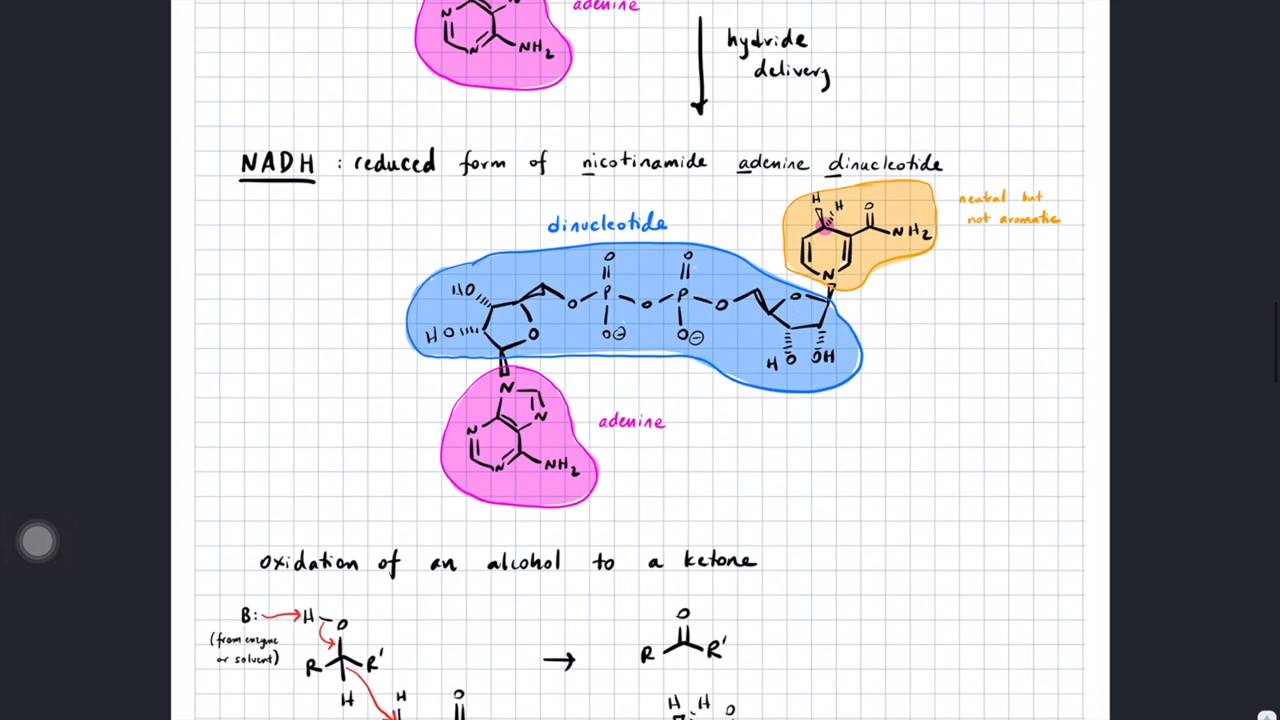 adenine
N
N
NH2
hydride
delivery
NADH : reduced form of nicotinamide adenine dinucleotide
neutral but
not aromatic
dinucleotide
H
H
O
NH2
N
HO
O
O
O
P
O
P
O
O
HO
O
O⊖
O⊖
HO
OH
N
N
N
N
NH2
adenine
oxidation of an alcohol to a ketone
B:
H
O
(from enzyme
or solvent)
R
R'
H
H
O
O
R
R'
H
H
O